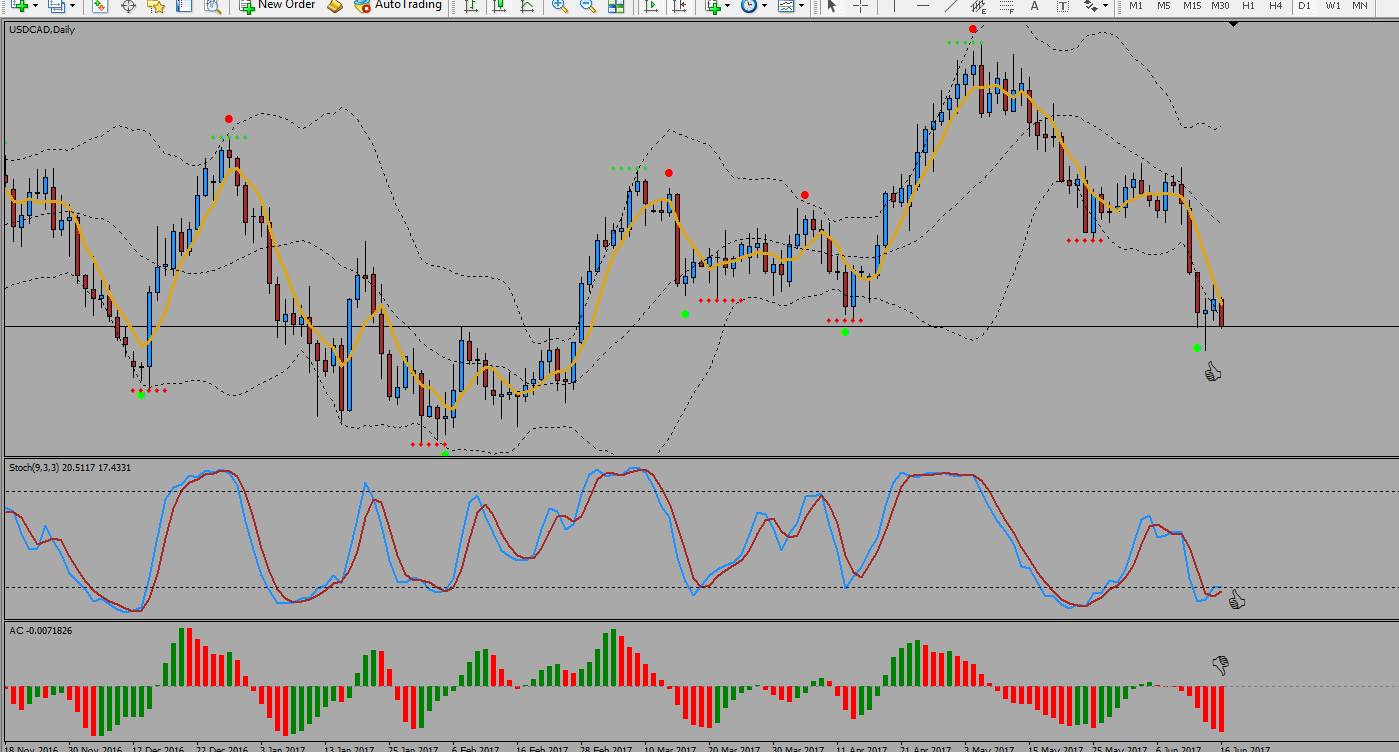 New Order AutoTrading A T M1 M5 M15 M30 H1 H4 D1 W1 MN
USDCAD,Daily
Stoch(9,3,3) 20.5117 17.4331
AC -0.0071826
18 Nov 2016 30 Nov 2016 12 Dec 2016 22 Dec 2016 3 Jan 2017 13 Jan 2017 25 Jan 2017 6 Feb 2017 16 Feb 2017 28 Feb 2017 10 Mar 2017 20 Mar 2017 30 Mar 2017 11 Apr 2017 21 Apr 2017 3 May 2017 15 May 2017 25 May 2017 6 Jun 2017 16 Jun 2017